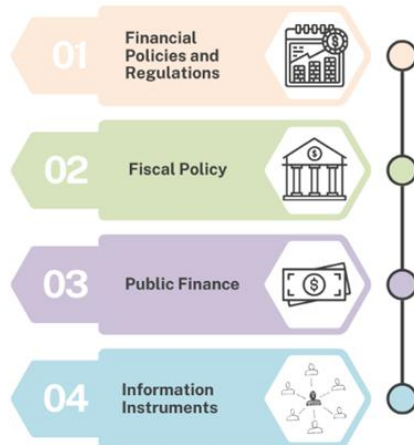 01
Financial
Policies and
Regulations
$
02
Fiscal Policy
$
03
Public Finance
$
04
Information
Instruments